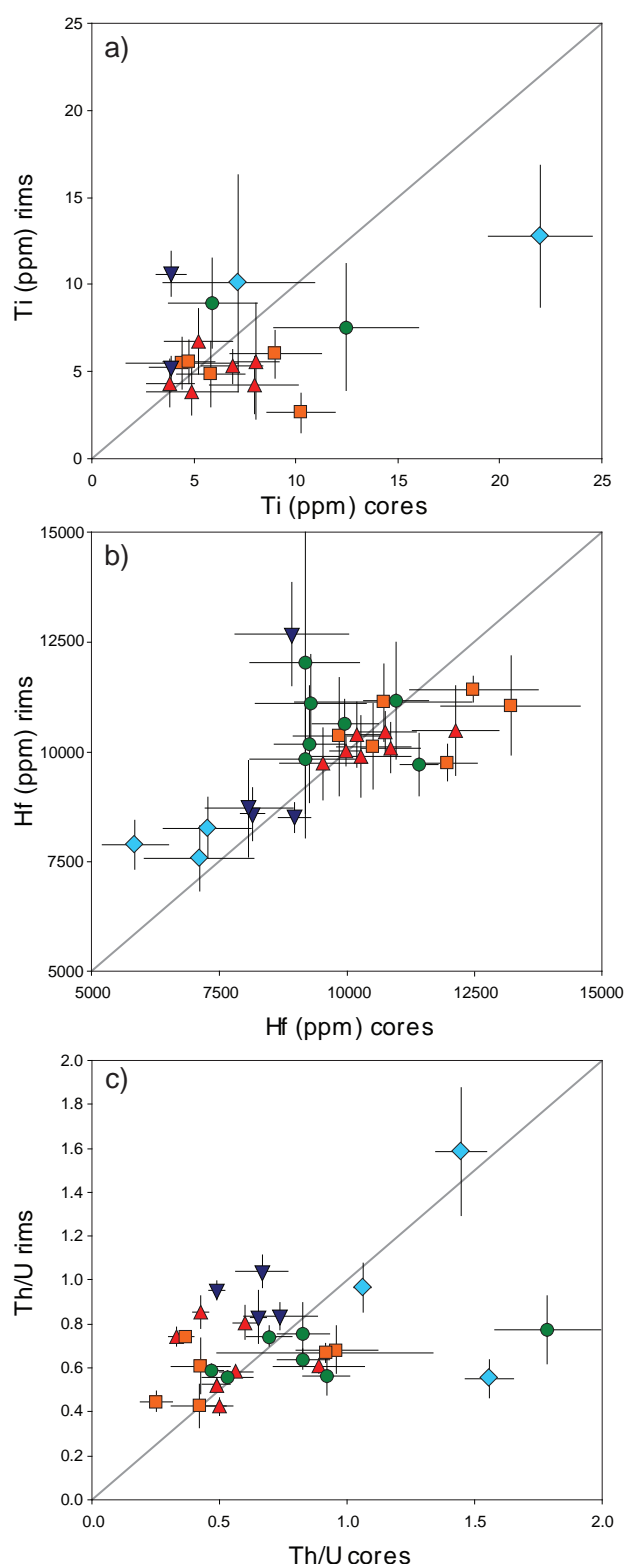 a)
25
20
15
10
5
0
Ti (ppm) rims
0 5 10 15 20 25
Ti (ppm) cores
b)
15000
12500
10000
7500
5000
Hf (ppm) rims
5000 7500 10000 12500 15000
Hf (ppm) cores
c)
2.0
1.8
1.6
1.4
1.2
1.0
0.8
0.6
0.4
0.2
0.0
Th/U rims
0.0 0.5 1.0 1.5 2.0
Th/U cores